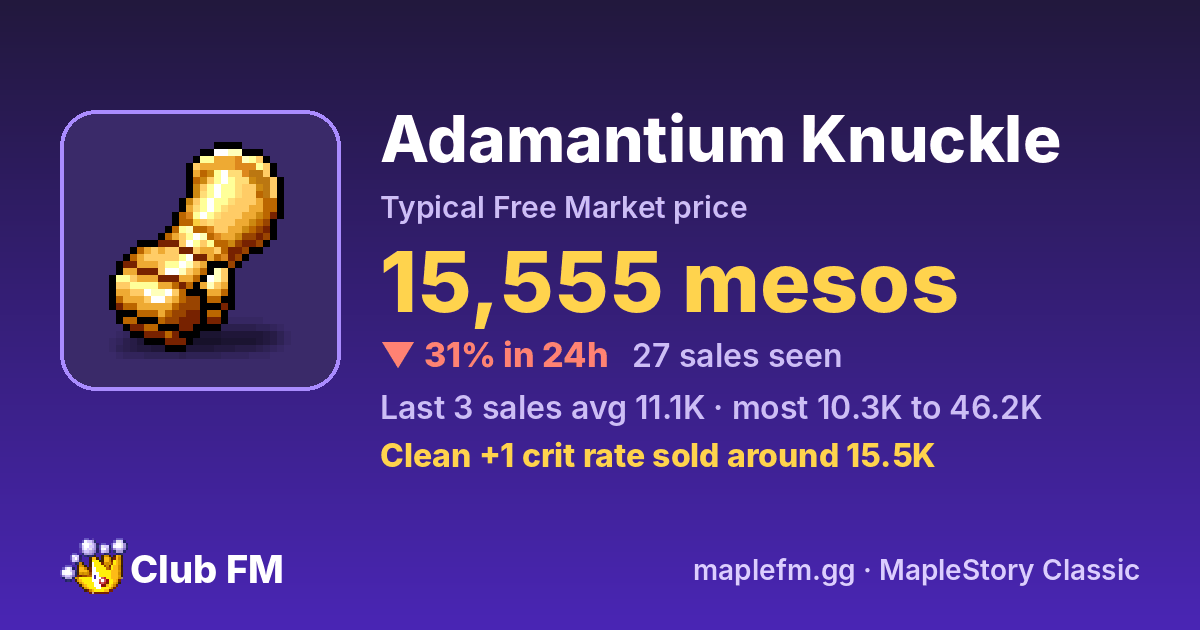 Adamantium Knuckle
Typical Free Market price
15,555 mesos
▼ 31% in 24h 27 sales seen
Last 3 sales avg 11.1K · most 10.3K to 46.2K
Clean +1 crit rate sold around 15.5K
Club FM
maplefm.gg · MapleStory Classic